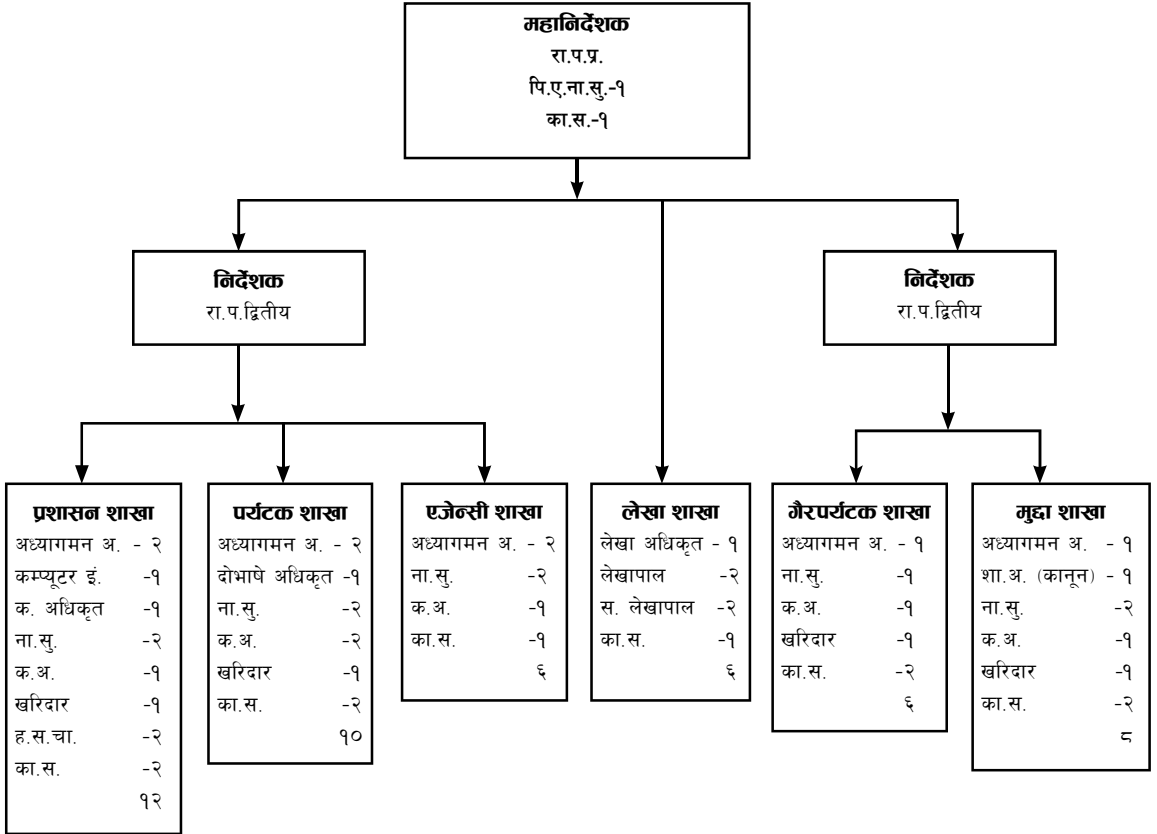 महानिर्देशक
रा.प.प्र.
पि.ए.ना.सु.-१
का.स.-१
निर्देशक
रा.प.द्वितीय
निर्देशक
रा.प.द्वितीय
प्रशासन शाखा
अध्यागमन अ. - २
कम्प्यूटर इं. -१
क. अधिकृत -१
ना.सु. -२
क.अ. -१
खरिदार -१
ह.स.चा. -२
का.स. -२
१२
पर्यटक शाखा
अध्यागमन अ. - २
दोभाषे अधिकृत -१
ना.सु. -२
क.अ. -२
खरिदार -१
का.स. -२
१०
एजेन्सी शाखा
अध्यागमन अ. - २
ना.सु. -२
क.अ. -१
का.स. -१
६
लेखा शाखा
लेखा अधिकृत - १
लेखापाल -२
स. लेखापाल -२
का.स. -१
६
गैरपर्यटक शाखा
अध्यागमन अ. - १
ना.सु. -१
क.अ. -१
खरिदार -१
का.स. -२
६
मुद्दा शाखा
अध्यागमन अ. - १
शा.अ. (कानून) - १
ना.सु. -२
क.अ. -१
खरिदार -१
का.स. -२
८